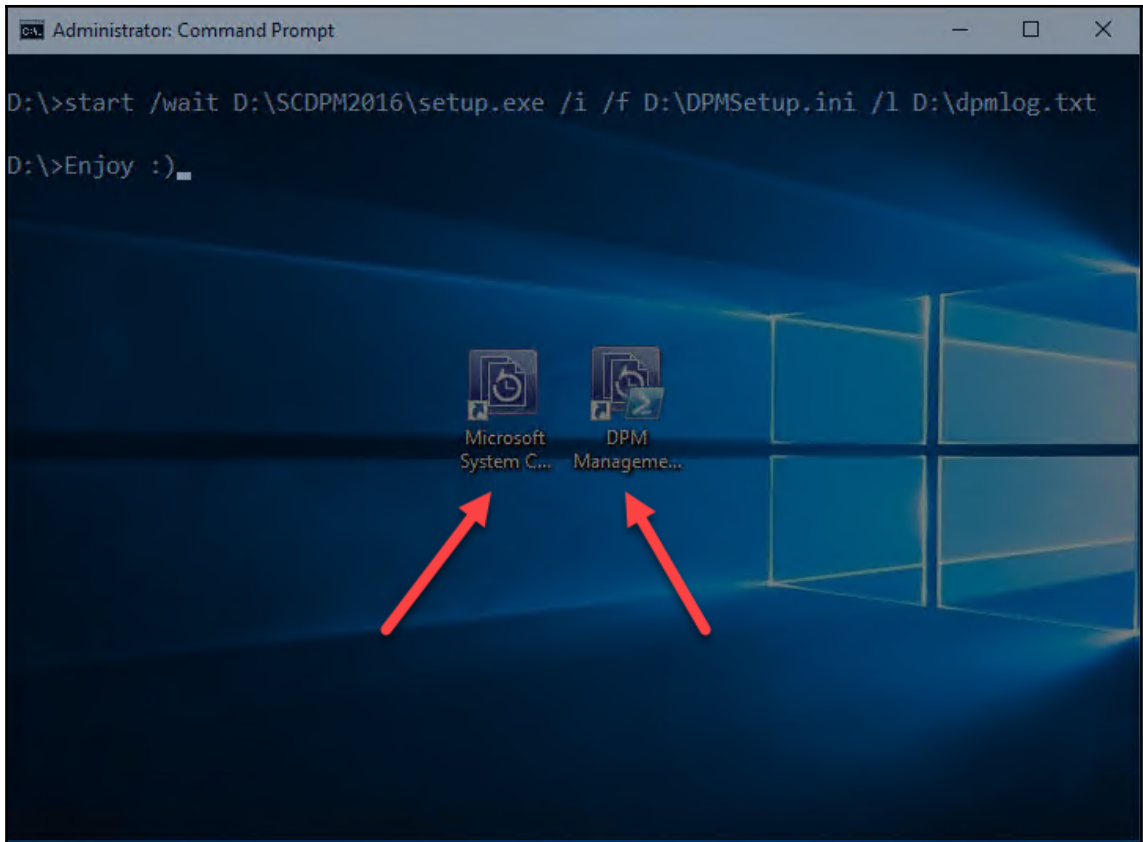 Administrator: Command Prompt
D:\>start /wait D:\SCDPM2016\setup.exe /i /f D:\DPMSetup.ini /l D:\dpmlog.txt
D:\>Enjoy :)
Microsoft
System C...
DPM
Manageme...